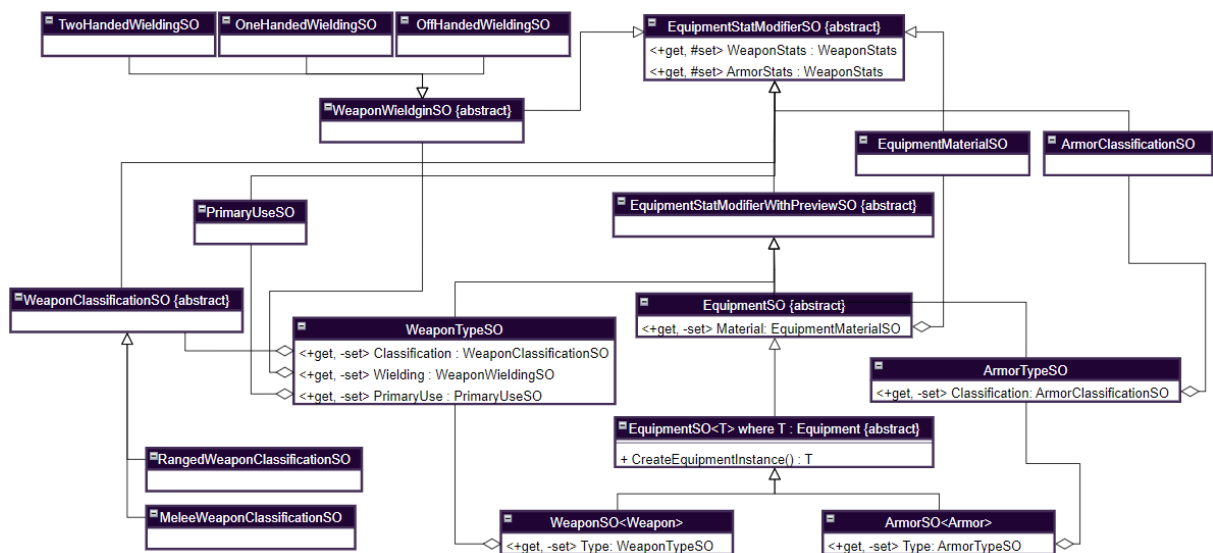 TwoHandedWieldingSO
OneHandedWieldingSO
OffHandedWieldingSO
EquipmentStatModifierSO {abstract}
<+get, #set> WeaponStats : WeaponStats
<+get, #set> ArmorStats : WeaponStats
WeaponWieldginSO {abstract}
EquipmentMaterialSO
ArmorClassificationSO
PrimaryUseSO
EquipmentStatModifierWithPreviewSO {abstract}
WeaponClassificationSO {abstract}
EquipmentSO {abstract}
<+get, -set> Material: EquipmentMaterialSO
WeaponTypeSO
<+get, -set> Classification : WeaponClassificationSO
<+get, -set> Wielding : WeaponWieldingSO
<+get, -set> PrimaryUse : PrimaryUseSO
ArmorTypeSO
<+get, -set> Classification: ArmorClassificationSO
EquipmentSO<T> where T : Equipment {abstract}
+ CreateEquipmentInstance() : T
RangedWeaponClassificationSO
MeleeWeaponClassificationSO
WeaponSO<Weapon>
<+get, -set> Type: WeaponTypeSO
ArmorSO<Armor>
<+get, -set> Type: ArmorTypeSO